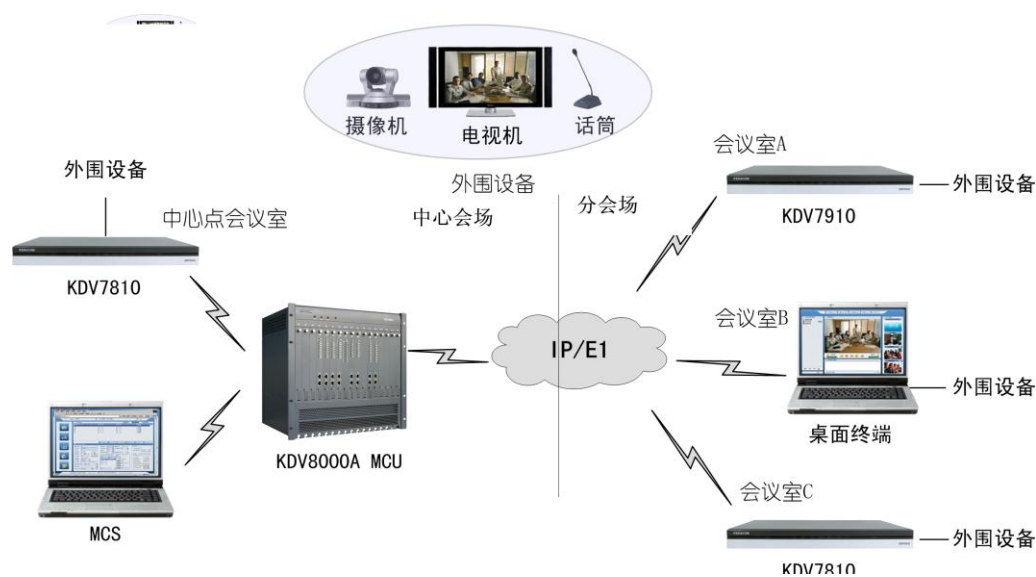 摄像机
电视机
话筒
外围设备
中心会场
分会场
外围设备
中心点会议室
KDV7810
KDV8000A MCU
MCS
IP/E1
会议室A
外围设备
KDV7910
会议室B
外围设备
桌面终端
会议室C
外围设备
KDV7810